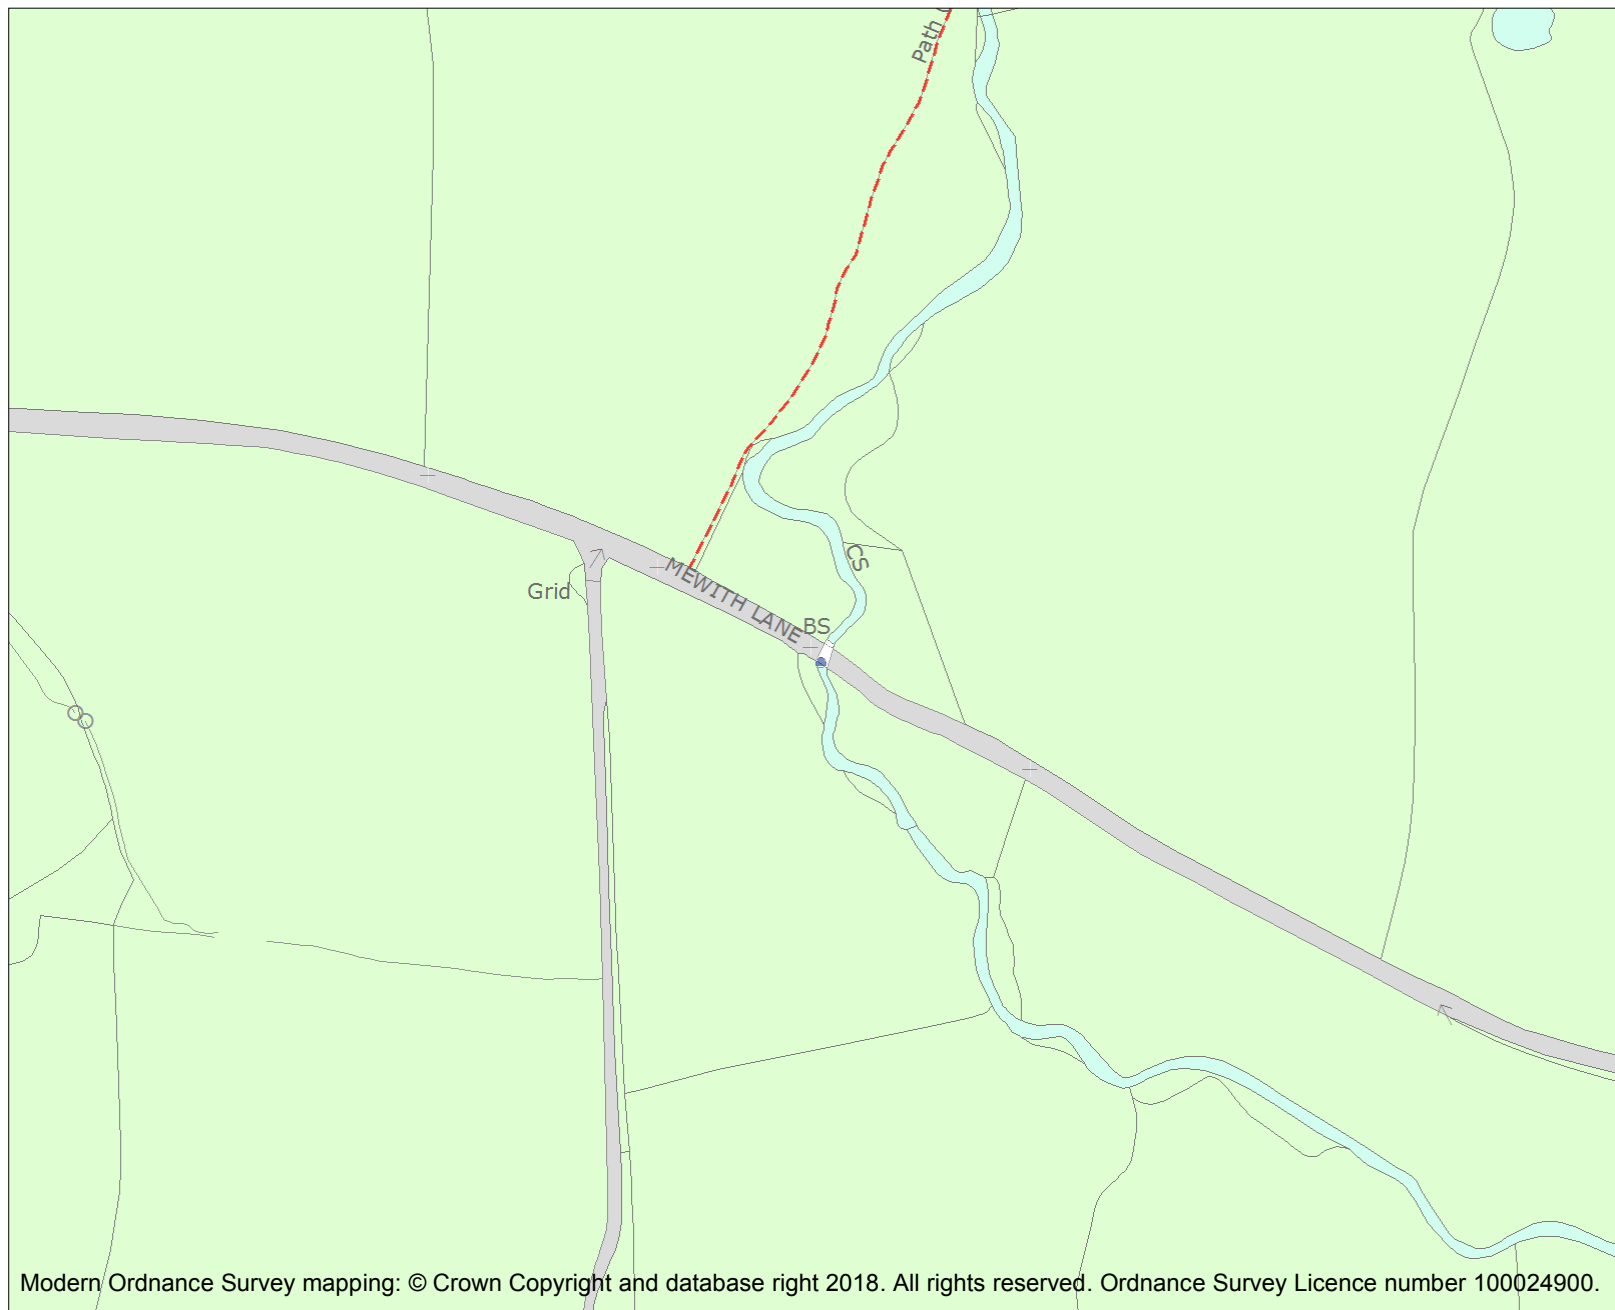 Path
CS
Grid
MEWITH LANE
BS
Modern Ordnance Survey mapping: © Crown Copyright and database right 2018. All rights reserved. Ordnance Survey Licence number 100024900.